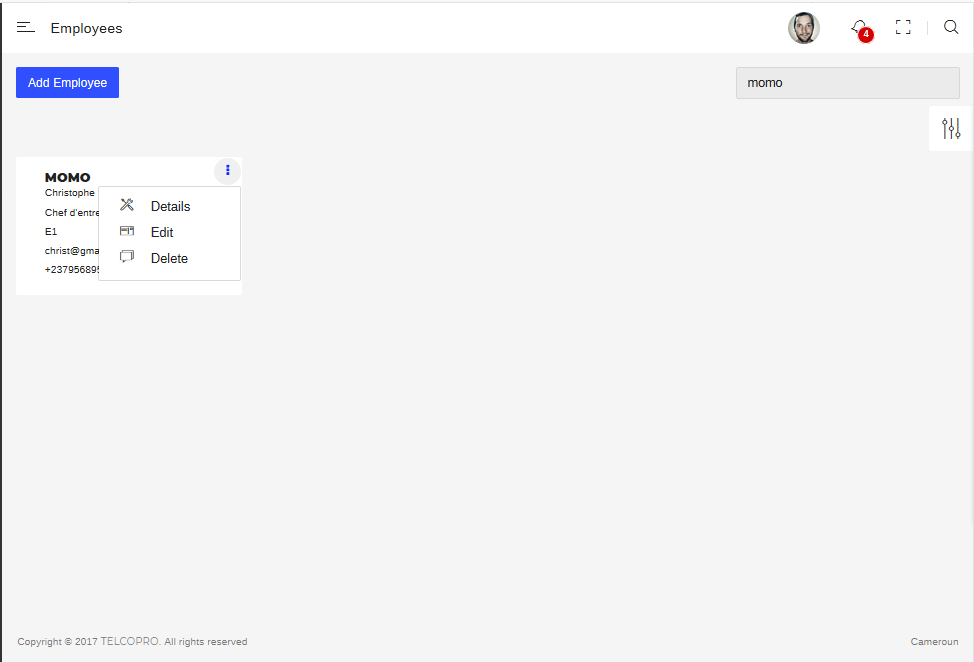 Employees
4
Add Employee
momo
MOMO
Christophe
Chef d'entre
E1
christ@gma
+23795689
Details
Edit
Delete
Copyright © 2017 TELCOPRO. All rights reserved
Cameroun